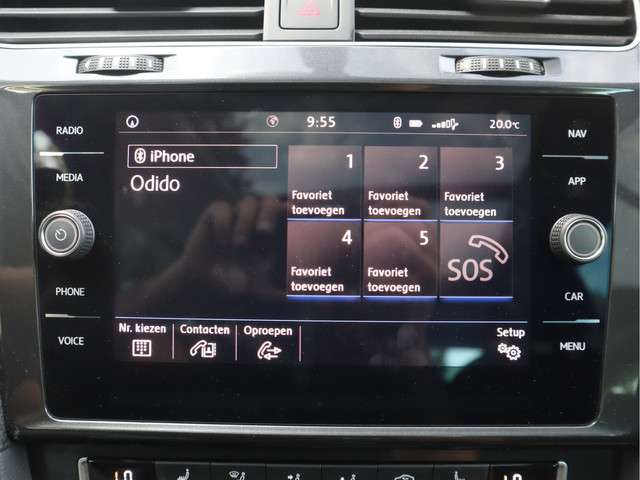 RADIO
MEDIA
PHONE
VOICE
9:55
20.0°C
iPhone
Odido
1
Favoriet
toevoegen
2
Favoriet
toevoegen
3
Favoriet
toevoegen
4
Favoriet
toevoegen
5
Favoriet
toevoegen
SOS
Nr. kiezen
Contacten
Oproepen
Setup
NAV
APP
CAR
MENU